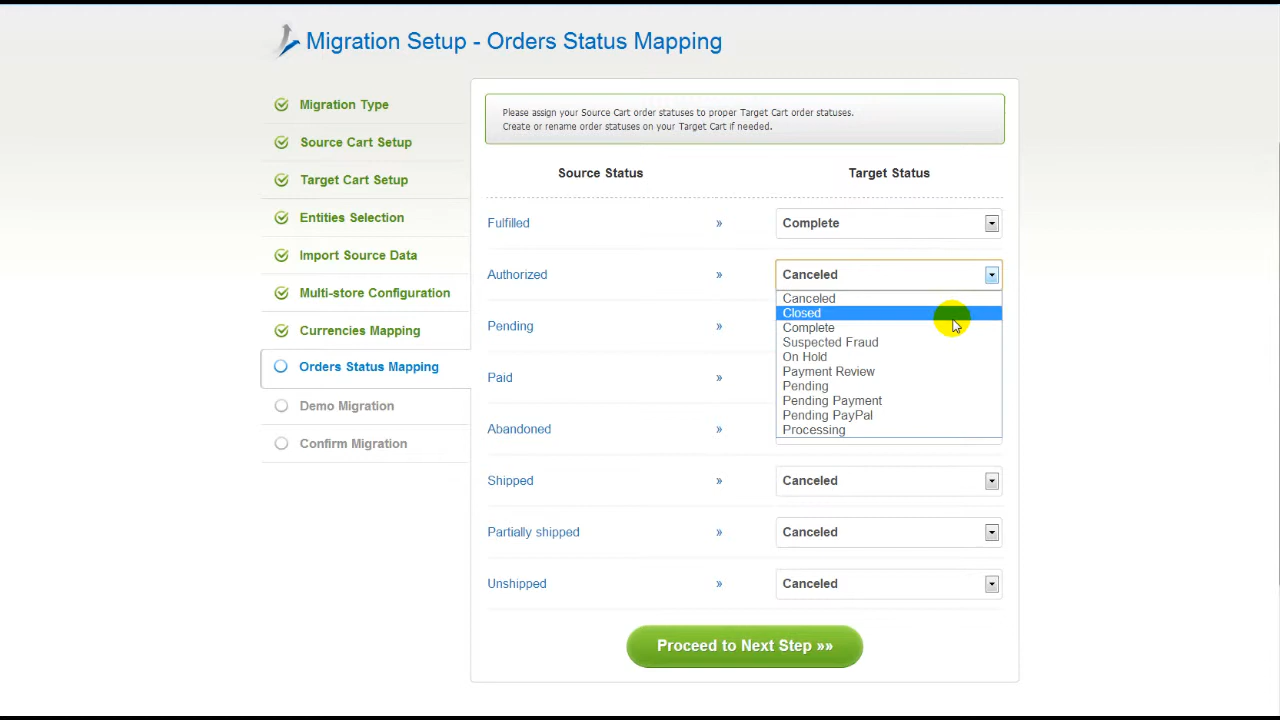 Migration Setup - Orders Status Mapping
Migration Type
Source Cart Setup
Target Cart Setup
Entities Selection
Import Source Data
Multi-store Configuration
Currencies Mapping
Orders Status Mapping
Demo Migration
Confirm Migration
Please assign your Source Cart order statuses to proper Target Cart order statuses.
Create or rename order statuses on your Target Cart if needed.
Source Status Target Status
Fulfilled » Complete
Authorized » Canceled
Canceled
Closed
Complete
Suspected Fraud
On Hold
Payment Review
Pending
Pending Payment
Pending PayPal
Processing
Pending »
Paid »
Abandoned »
Shipped » Canceled
Partially shipped » Canceled
Unshipped » Canceled
Proceed to Next Step »»